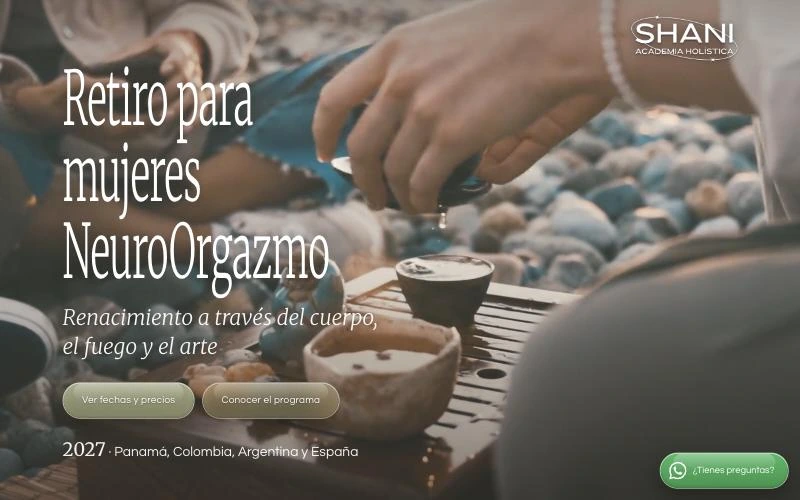 SHANI
ACADEMIA HOLÍSTICA
Retiro para
mujeres
NeuroOrgazmo
Renacimiento a través del cuerpo,
el fuego y el arte
Ver fechas y precios
Conocer el programa
2027 · Panamá, Colombia, Argentina y España
¿Tienes preguntas?